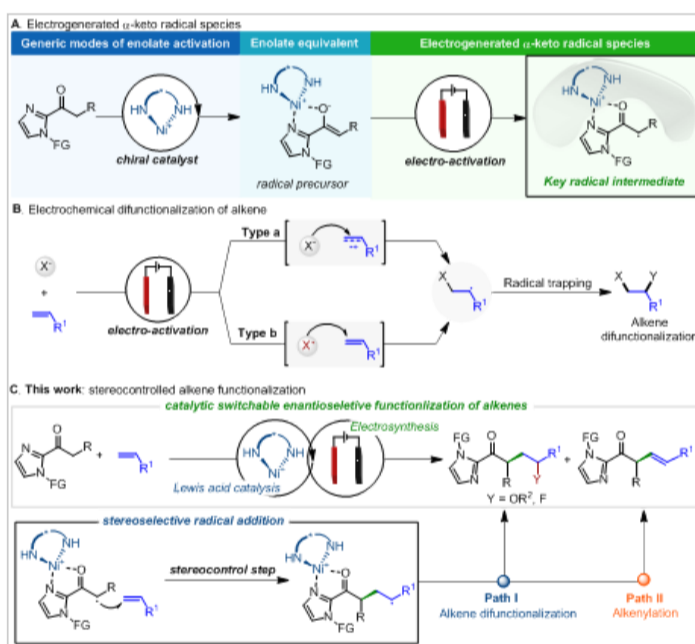 A. Electrogenerated α-keto radical species
Generic modes of enolate activation
Enolate equivalent
Electrogenerated α-keto radical species
O
R
N
N
FG
HN
NH
Ni
chiral catalyst
HN
NH
Ni
O
R
N
N
FG
radical precursor
electro-activation
HN
NH
Ni
O
R
N
N
FG
Key radical intermediate
B. Electrochemical difunctionalization of alkene
X-
+
R1
electro-activation
Type a
X-
R1
Type b
X•
R1
X
R1
Radical trapping
X
Y
R1
Alkene
difunctionalization
C. This work: stereocontrolled alkene functionalization
catalytic switchable enantioseletive functionlization of alkenes
O
R
N
N
FG
+
R1
HN
NH
Ni
Lewis acid catalysis
Electrosynthesis
FG
O
R1
N
N
R
Y
Y = OR2, F
+
FG
O
R1
N
N
R
stereoselective radical addition
HN
NH
Ni
O
R
N
N
FG
R1
stereocontrol step
HN
NH
Ni
O
R1
N
N
R
FG
Path I
Alkene difunctionalization
Path II
Alkenylation